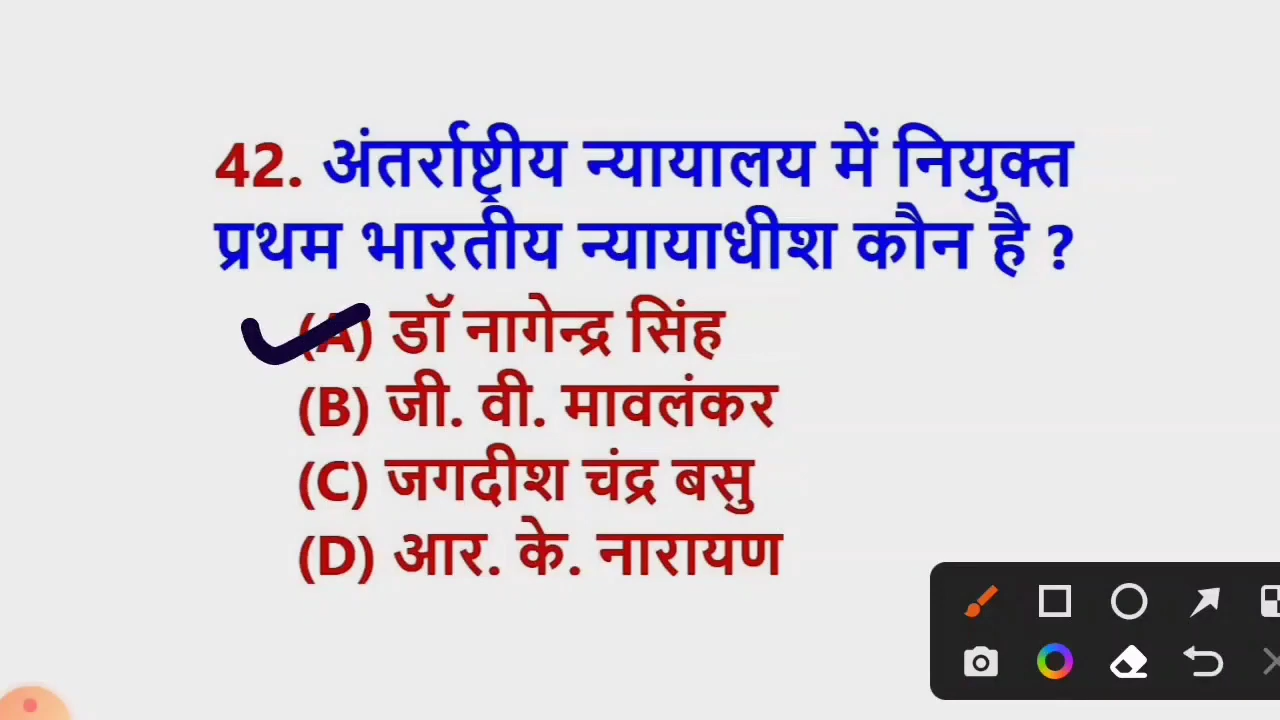 42. अंतर्राष्ट्रीय न्यायालय में नियुक्त
प्रथम भारतीय न्यायाधीश कौन है ?
(A) डॉ नागेन्द्र सिंह
(B) जी. वी. मावलंकर
(C) जगदीश चंद्र बसु
(D) आर. के. नारायण